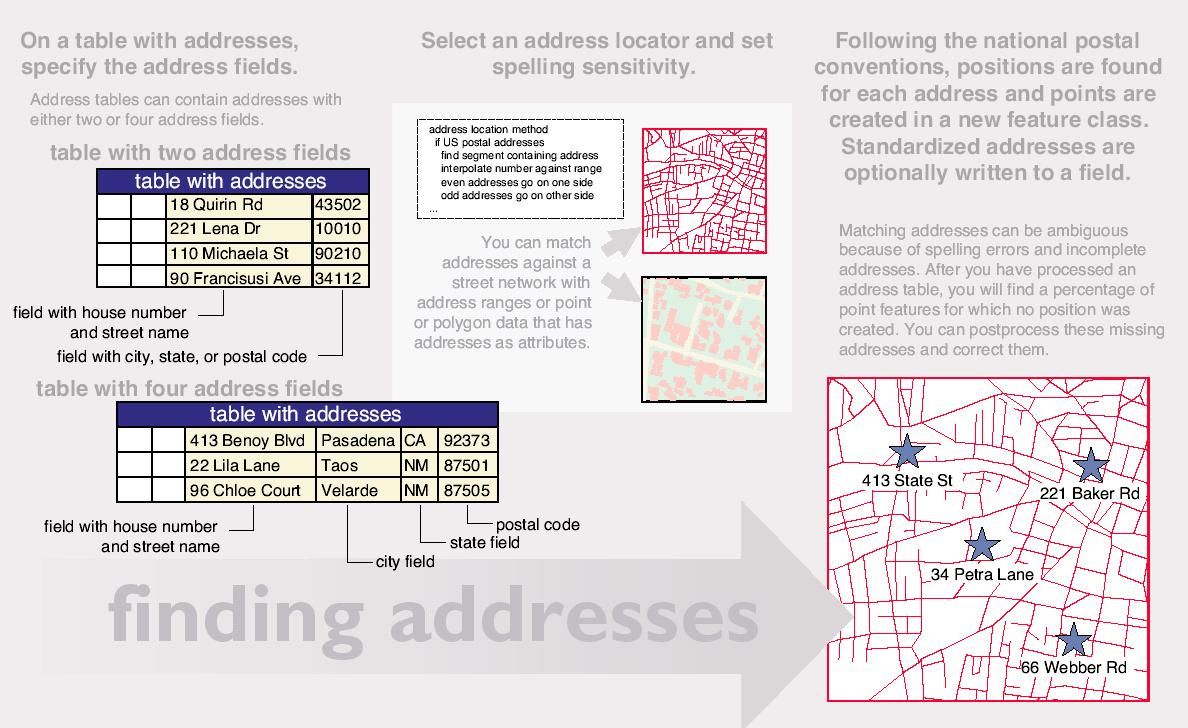 On a table with addresses,
specify the address fields.
Address tables can contain addresses with
either two or four address fields.
table with two address fields
table with addresses
18 Quirin Rd 43502
221 Lena Dr 10010
110 Michaela St 90210
90 Francisusi Ave 34112
field with house number
and street name
field with city, state, or postal code
table with four address fields
table with addresses
413 Benoy Blvd Pasadena CA 92373
22 Lila Lane Taos NM 87501
96 Chloe Court Velarde NM 87505
field with house number
and street name
postal code
state field
city field
Select an address locator and set
spelling sensitivity.
address location method
if US postal addresses
find segment containing address
interpolate number against range
even addresses go on one side
odd addresses go on other side
...
You can match
addresses against a
street network with
address ranges or point
or polygon data that has
addresses as attributes.
Following the national postal
conventions, positions are found
for each address and points are
created in a new feature class.
Standardized addresses are
optionally written to a field.
Matching addresses can be ambiguous
because of spelling errors and incomplete
addresses. After you have processed an
address table, you will find a percentage of
point features for which no position was
created. You can postprocess these missing
addresses and correct them.
413 State St
221 Baker Rd
34 Petra Lane
66 Webber Rd
finding addresses